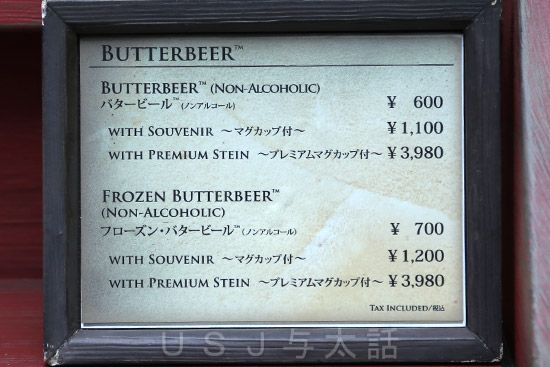 BUTTERBEER™
BUTTERBEER™ (NON-ALCOHOLIC)
バタービール™(ノンアルコール) ¥ 600
WITH SOUVENIR ～マグカップ付～ ¥1,100
WITH PREMIUM STEIN ～プレミアムマグカップ付～ ¥3,980
FROZEN BUTTERBEER™
(NON-ALCOHOLIC)
フローズン・バタービール™(ノンアルコール) ¥ 700
WITH SOUVENIR ～マグカップ付～ ¥1,200
WITH PREMIUM STEIN ～プレミアムマグカップ付～ ¥3,980
TAX INCLUDED/税込
USJ与太話